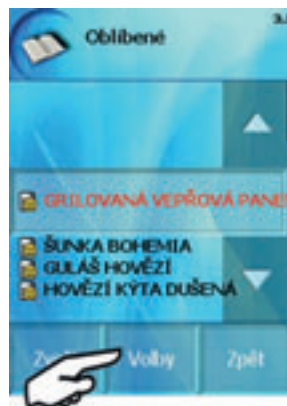 Oblíbené
GRILOVANÁ VEPŘOVÁ PANE
ŠUNKA BOHEMIA
GULÁŠ HOVĚZÍ
HOVĚZÍ KÝTA DUŠENÁ
Volby Zpět